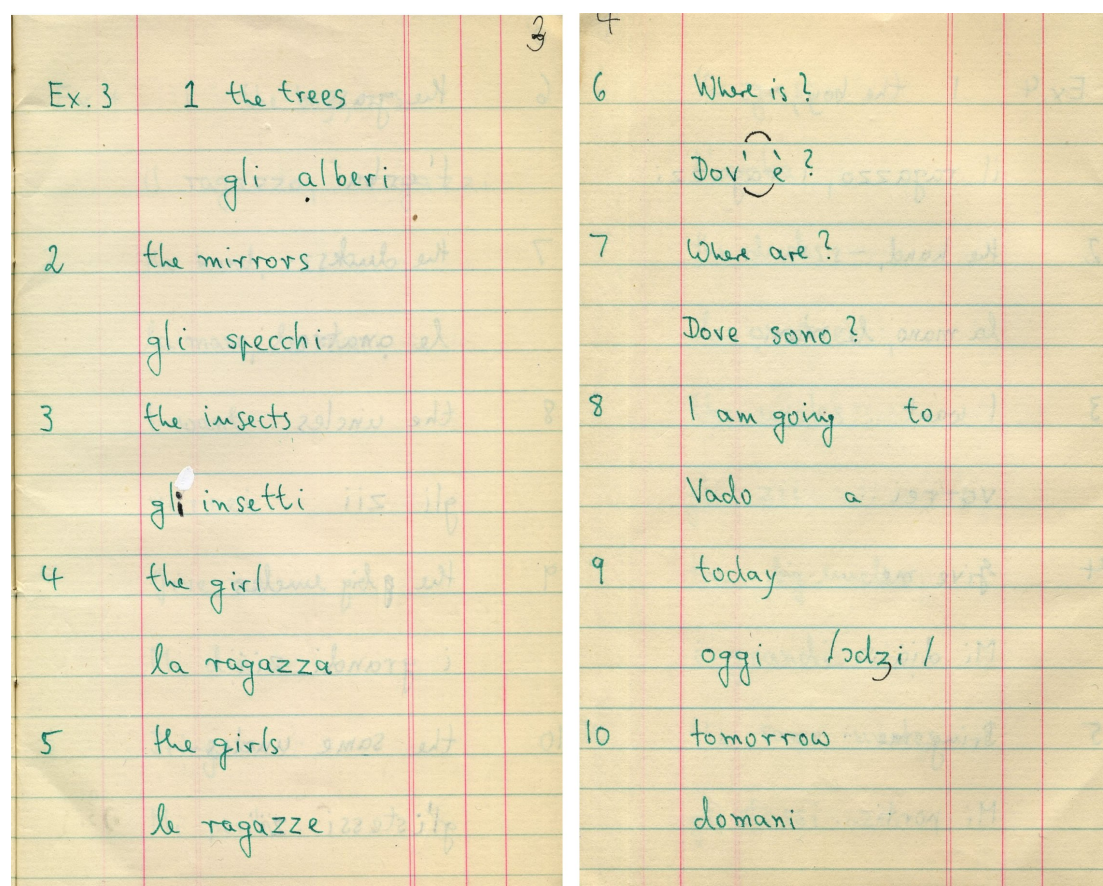 3
Ex. 3 1 the trees
gli alberi
2 the mirrors
gli specchi
3 the insects
gli insetti
4 the girl
la ragazza
5 the girls
le ragazze
4
6 Where is ?
Dov'è ?
7 Where are ?
Dove sono ?
8 I am going to
Vado a
9 today
oggi /ɔdʒi/
10 tomorrow
domani